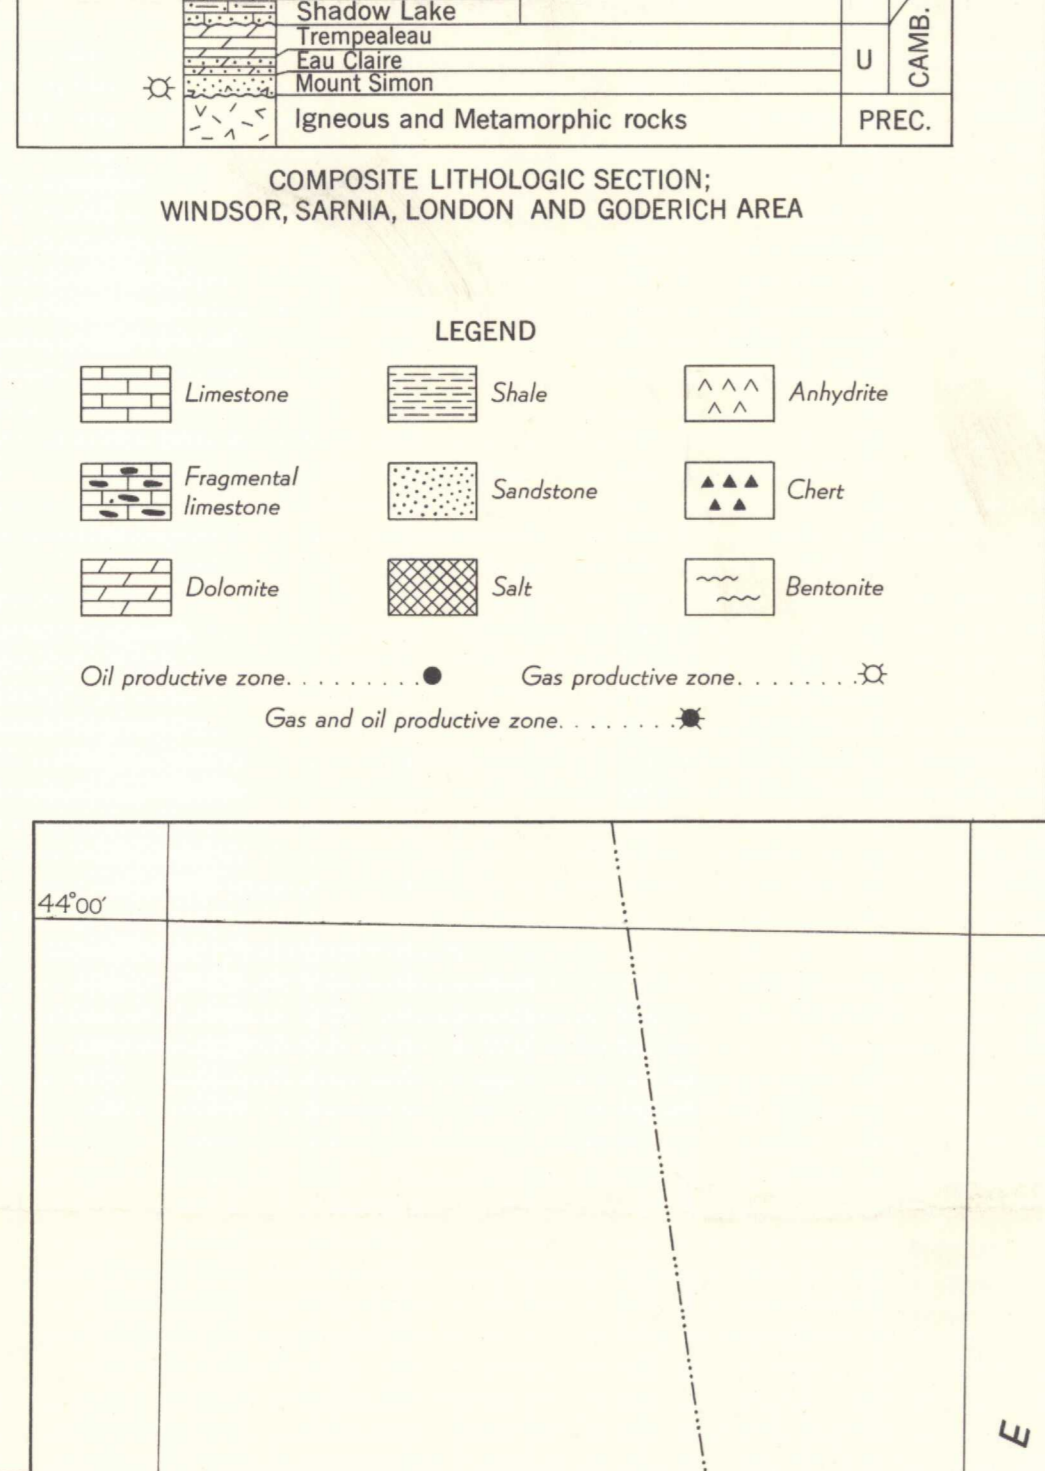 Shadow Lake
Trempealeau
Eau Claire
Mount Simon
U
CAMB.
Igneous and Metamorphic rocks
PREC.
COMPOSITE LITHOLOGIC SECTION;
WINDSOR, SARNIA, LONDON AND GODERICH AREA
LEGEND
Limestone
Shale
Anhydrite
Fragmental
limestone
Sandstone
Chert
Dolomite
Salt
Bentonite
Oil productive zone.........
Gas productive zone........
Gas and oil productive zone........
44°00′
E